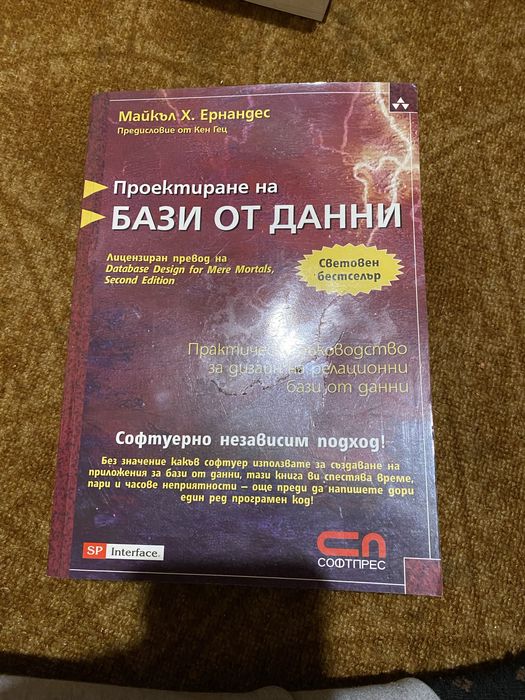 Майкъл Х. Ернандес
Предисловие от Кен Гец
Проектиране на
БАЗИ ОТ ДАННИ
Лицензиран превод на
Database Design for Mere Mortals,
Second Edition
Световен
бестселър
Практическо ръководство
за дизайн на релационни
бази от данни
Софтуерно независим подход!
Без значение какъв софтуер използвате за създаване на
приложения за бази от данни, тази книга ви спестява време,
пари и часове неприятности – още преди да напишете дори
един ред програмен код!
SP Interface
СОФТПРЕС